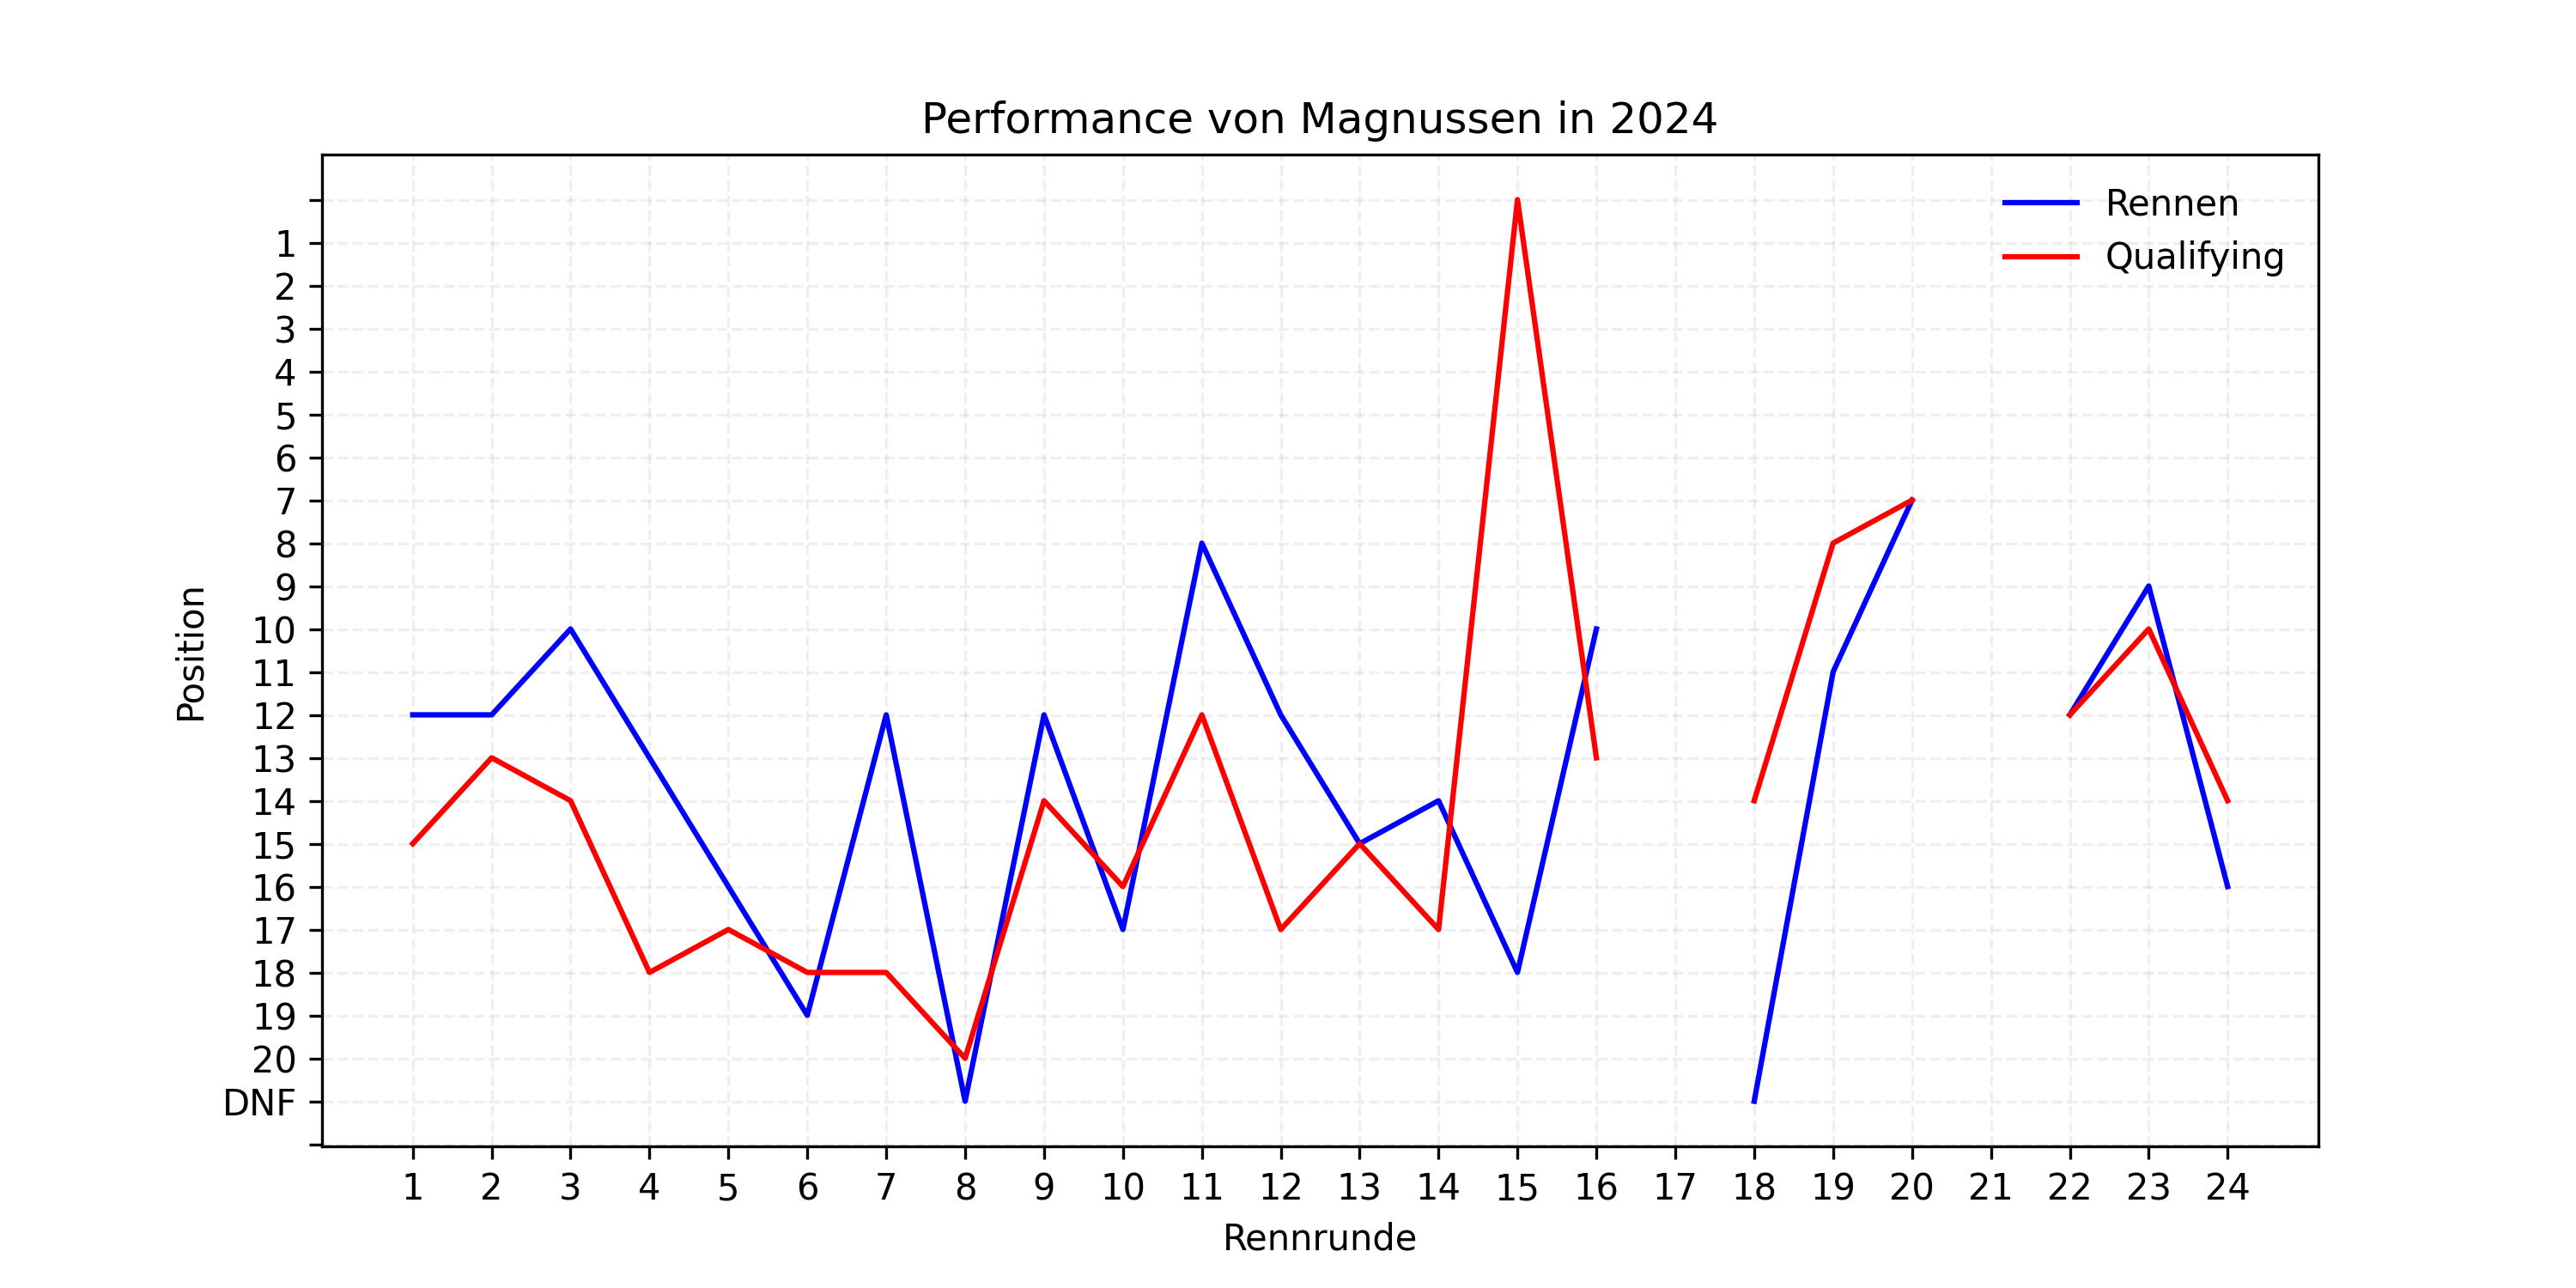 Performance von Magnussen in 2024
Rennen
Qualifying
1
2
3
4
5
6
7
8
9
10
11
12
13
14
15
16
17
18
19
20
DNF
Position
1 2 3 4 5 6 7 8 9 10 11 12 13 14 15 16 17 18 19 20 21 22 23 24
Rennrunde